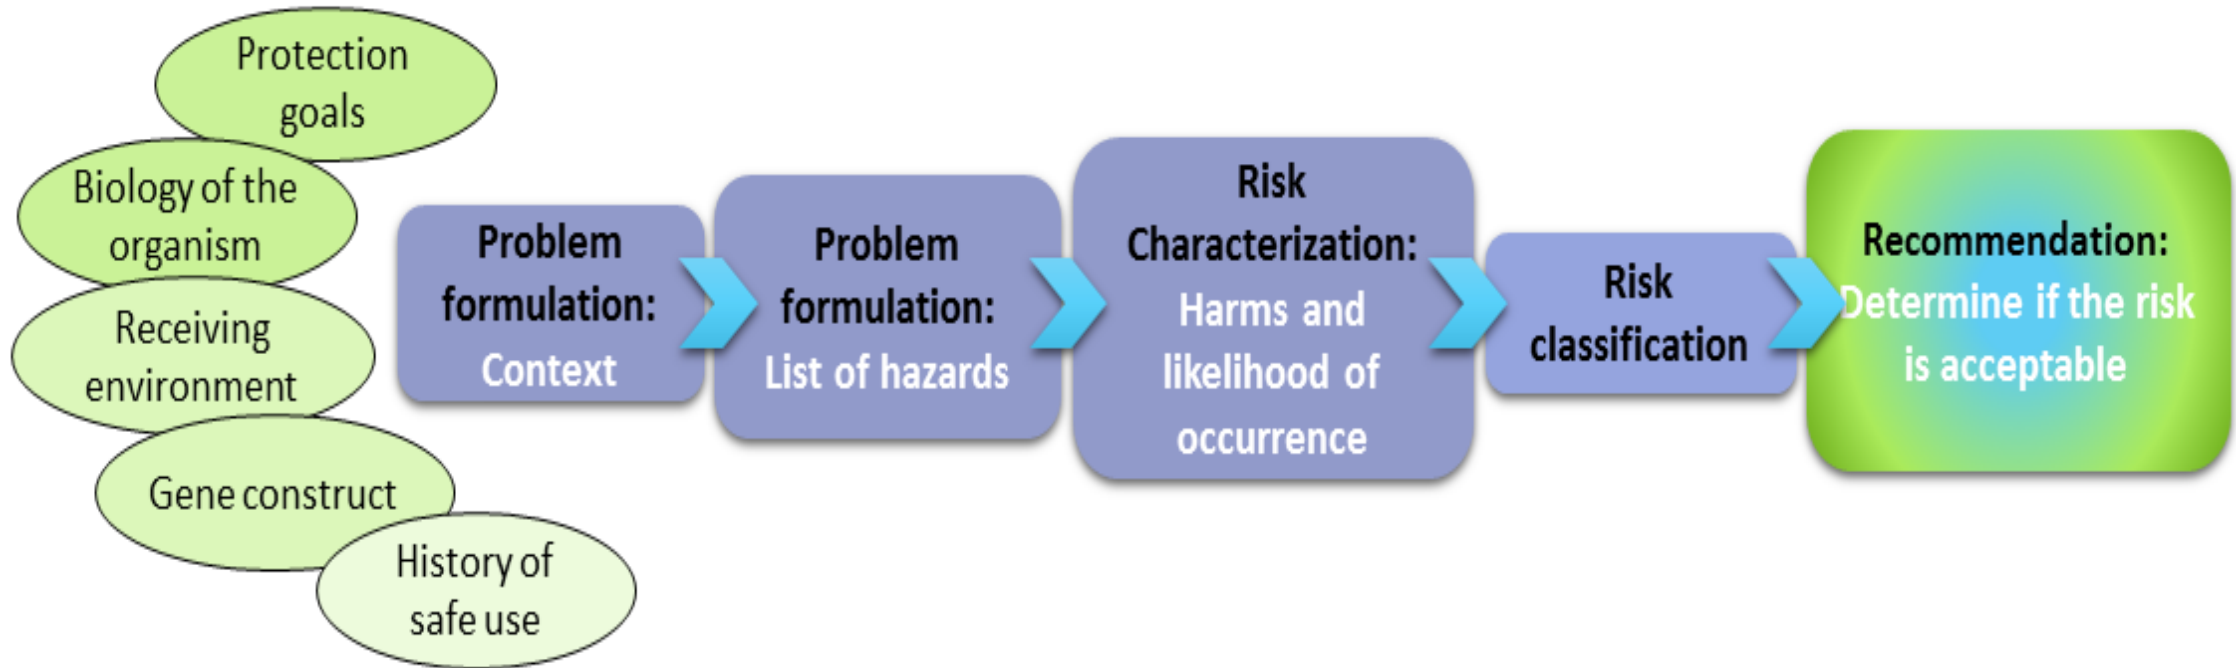 Protection
goals
Biology of the
organism
Receiving
environment
Gene construct
History of
safe use
Problem
formulation:
Context
Problem
formulation:
List of hazards
Risk
Characterization:
Harms and
likelihood of
occurrence
Risk
classification
Recommendation:
Determine if the risk
is acceptable